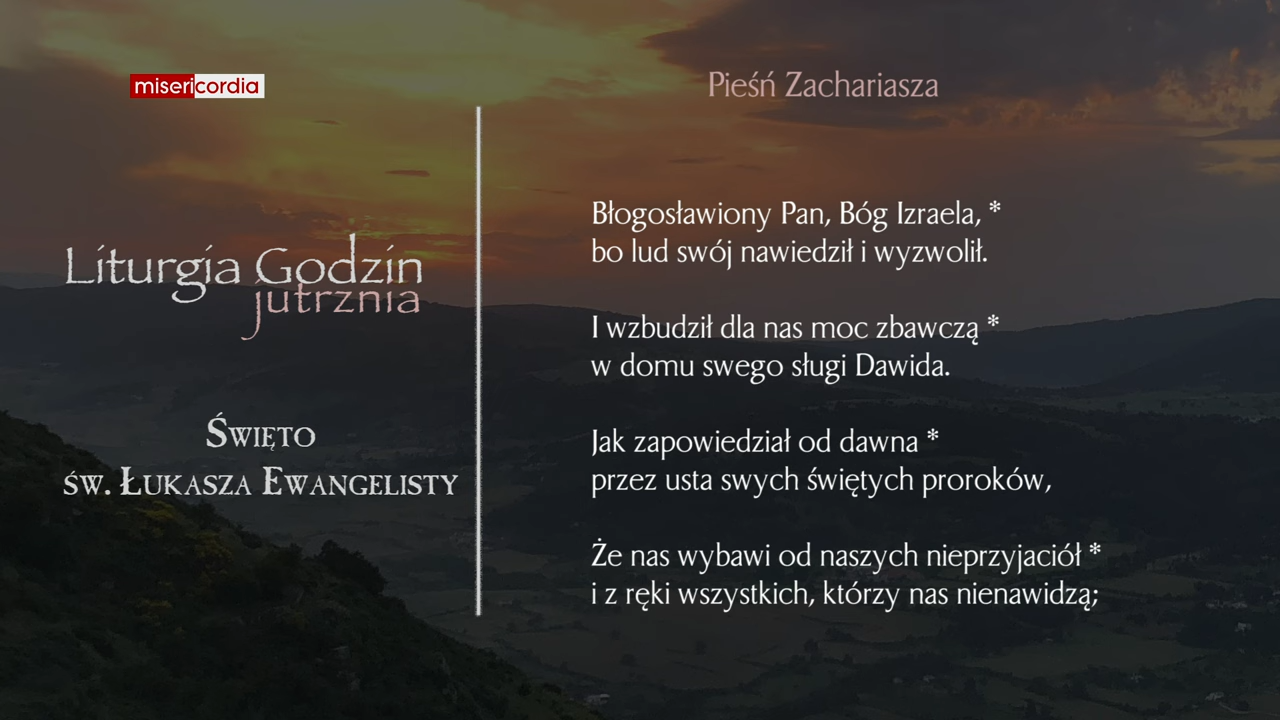 misericordia
Liturgia Godzin
jutrznia
Święto
św. Łukasza Ewangelisty
Pieśń Zachariasza
Błogosławiony Pan, Bóg Izraela, *
bo lud swój nawiedził i wyzwolił.
I wzbudził dla nas moc zbawczą *
w domu swego sługi Dawida.
Jak zapowiedział od dawna *
przez usta swych świętych proroków,
Że nas wybawi od naszych nieprzyjaciół *
i z ręki wszystkich, którzy nas nienawidzą;